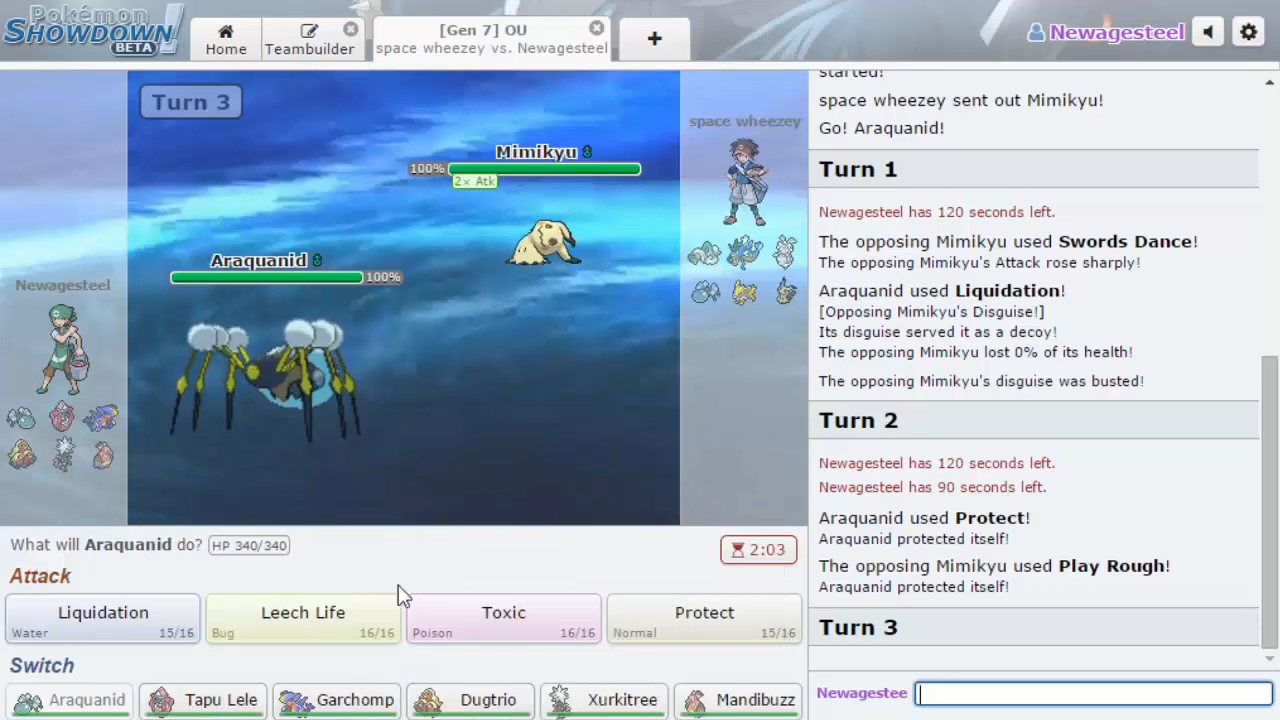 Pokémon
SHOWDOWN!
BETA
Home
Teambuilder
[Gen 7] OU
space wheezey vs. Newagesteel
+
Newagesteel
Turn 3
Mimikyu
100%
2× Atk
Araquanid
100%
Newagesteel
space wheezey
started!
space wheezey sent out Mimikyu!
Go! Araquanid!
Turn 1
Newagesteel has 120 seconds left.
The opposing Mimikyu used Swords Dance!
The opposing Mimikyu's Attack rose sharply!
Araquanid used Liquidation!
[Opposing Mimikyu's Disguise!]
Its disguise served it as a decoy!
The opposing Mimikyu lost 0% of its health!
The opposing Mimikyu's disguise was busted!
Turn 2
Newagesteel has 120 seconds left.
Newagesteel has 90 seconds left.
Araquanid used Protect!
Araquanid protected itself!
The opposing Mimikyu used Play Rough!
Araquanid protected itself!
Turn 3
What will Araquanid do? HP 340/340
2:03
Attack
Liquidation
Water 15/16
Leech Life
Bug 16/16
Toxic
Poison 16/16
Protect
Normal 15/16
Switch
Araquanid
Tapu Lele
Garchomp
Dugtrio
Xurkitree
Mandibuzz
Newagestee